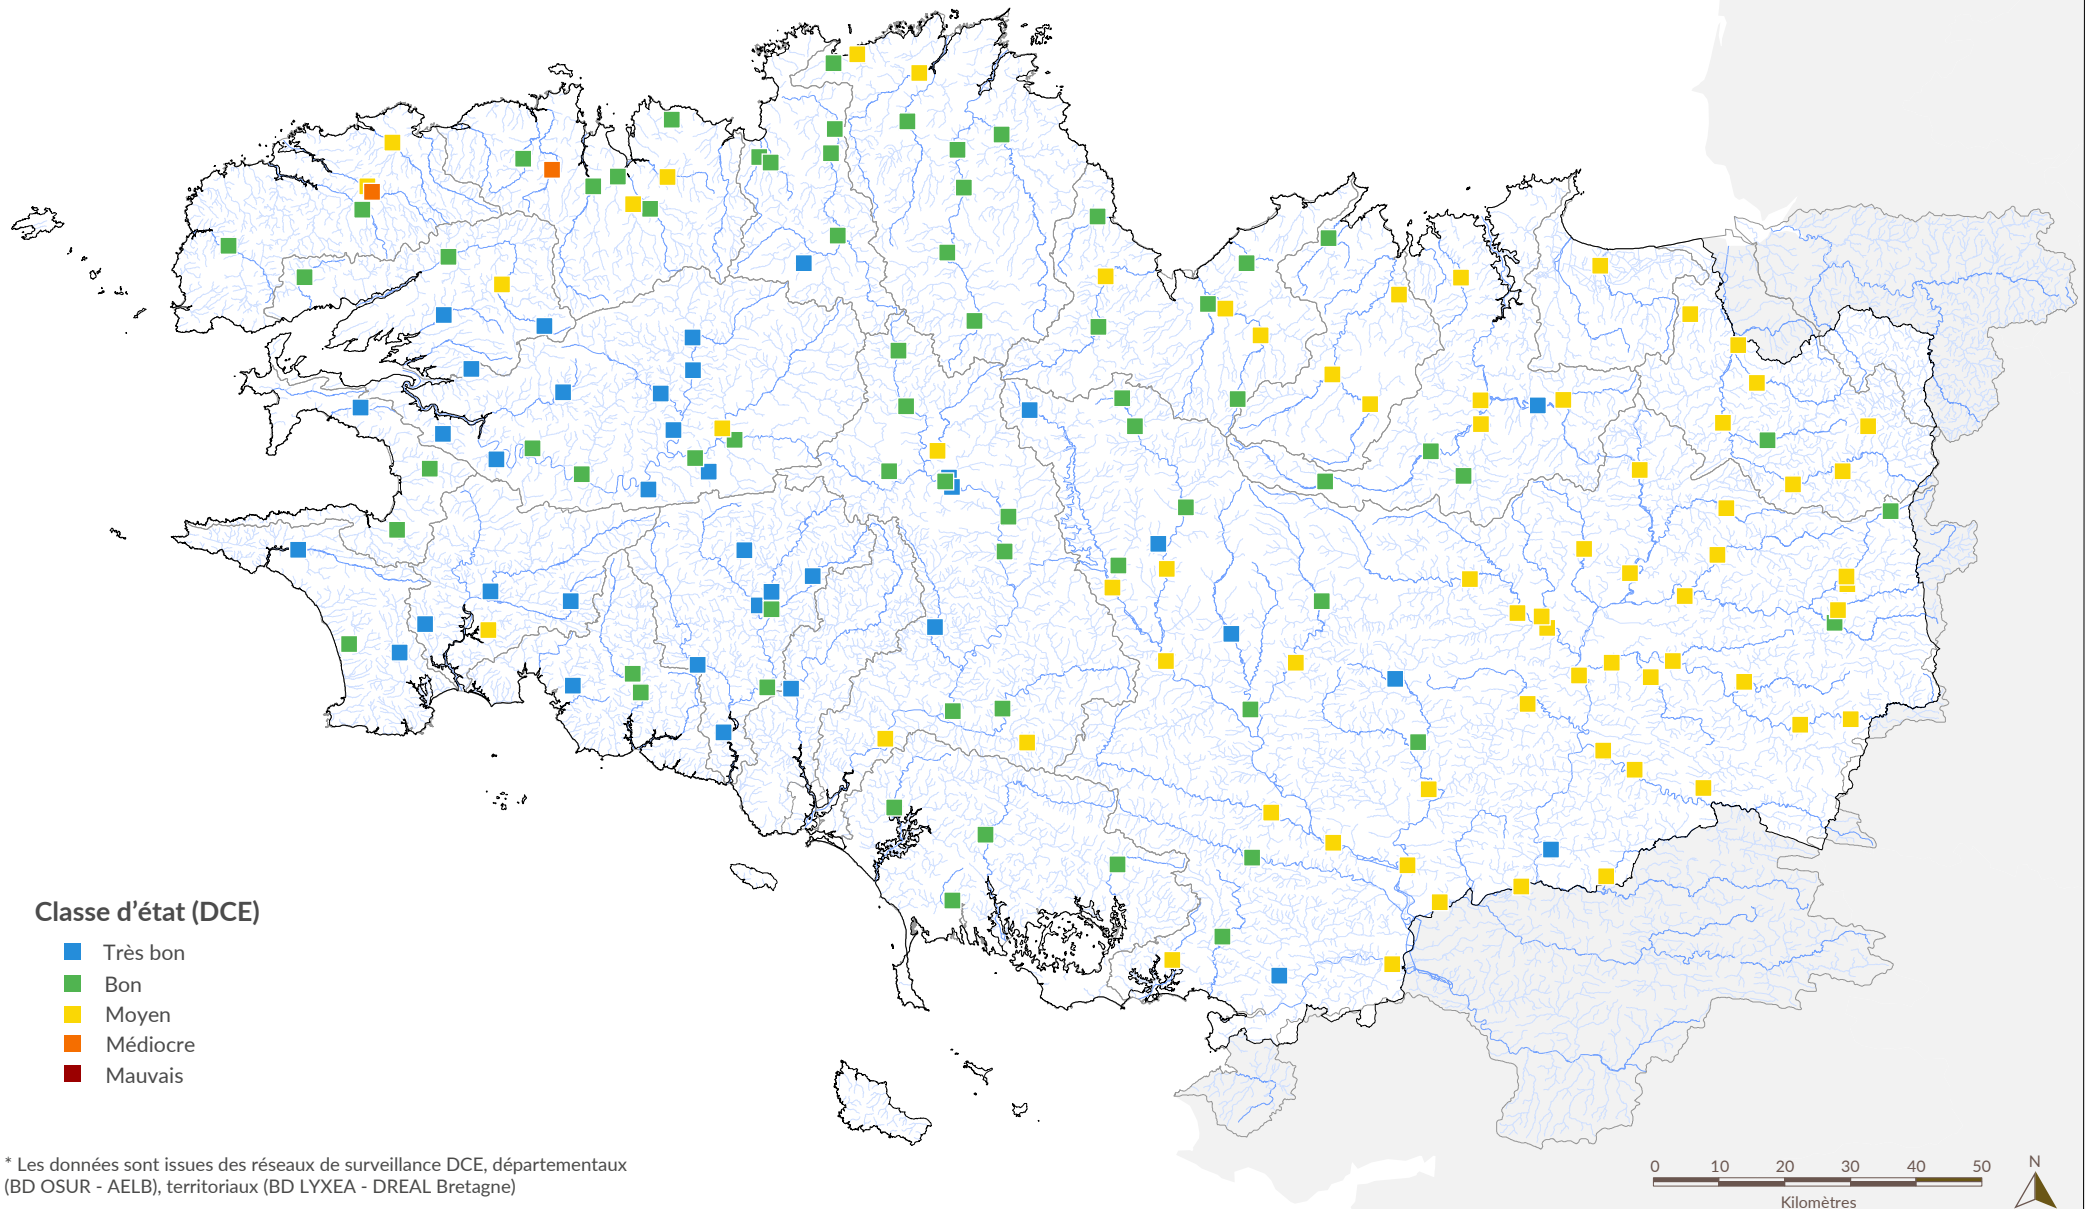 Classe d’état (DCE)
Très bon
Bon
Moyen
Médiocre
Mauvais
* Les données sont issues des réseaux de surveillance DCE, départementaux
(BD OSUR - AELB), territoriaux (BD LYXEA - DREAL Bretagne)
0 10 20 30 40 50
Kilomètres
N